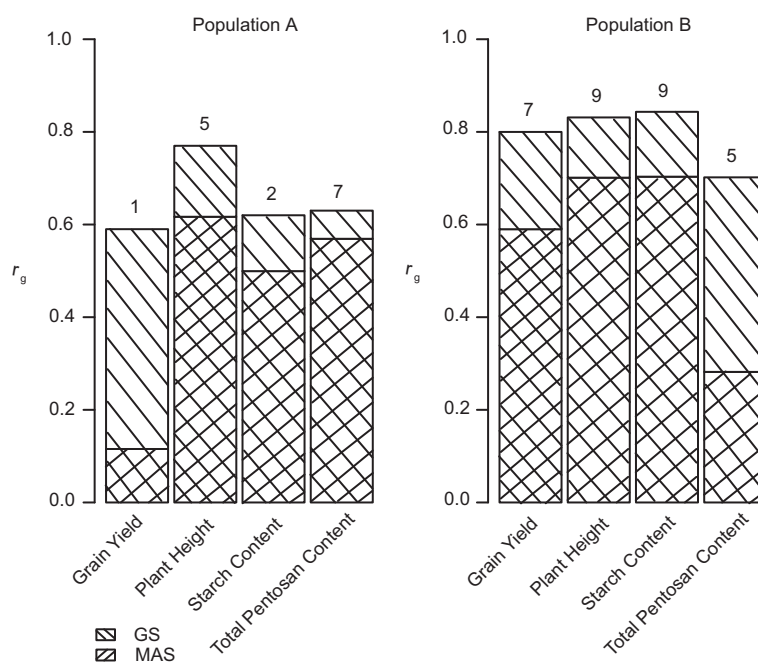 Population A
1.0
0.8
0.6
0.4
0.2
0.0
r g
1
5
2
7
Grain Yield
Plant Height
Starch Content
Total Pentosan Content
Population B
1.0
0.8
0.6
0.4
0.2
0.0
r g
7
9
9
5
Grain Yield
Plant Height
Starch Content
Total Pentosan Content
GS
MAS